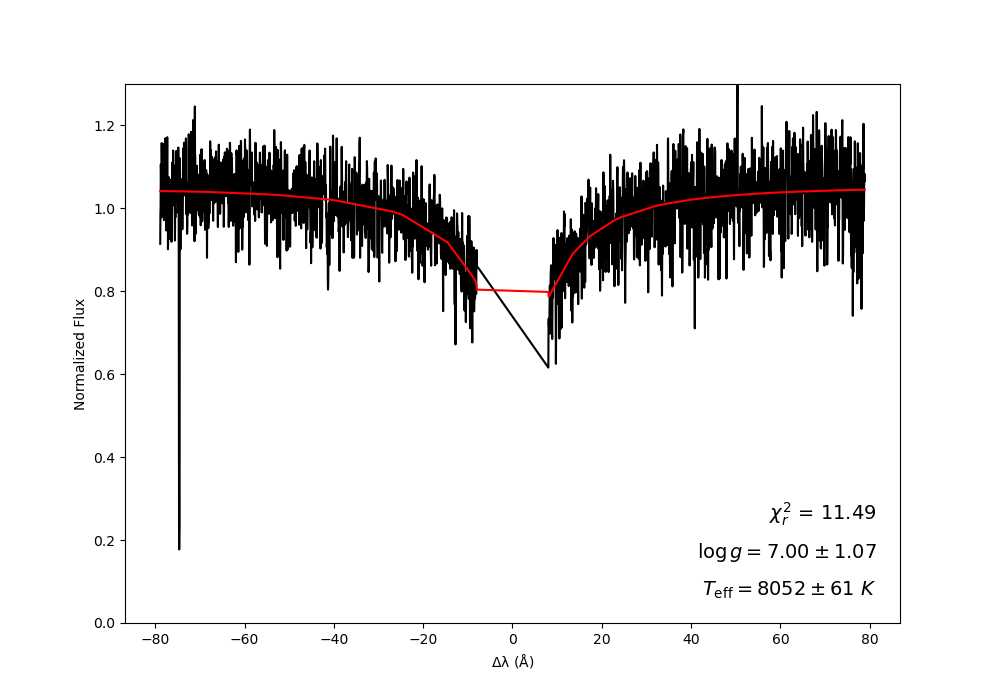 1.2
1.0
0.8
0.6
0.4
0.2
0.0
Normalized Flux
χ²ᵣ = 11.49
log g = 7.00 ± 1.07
T_eff = 8052 ± 61 K
−80 −60 −40 −20 0 20 40 60 80
Δλ (Å)